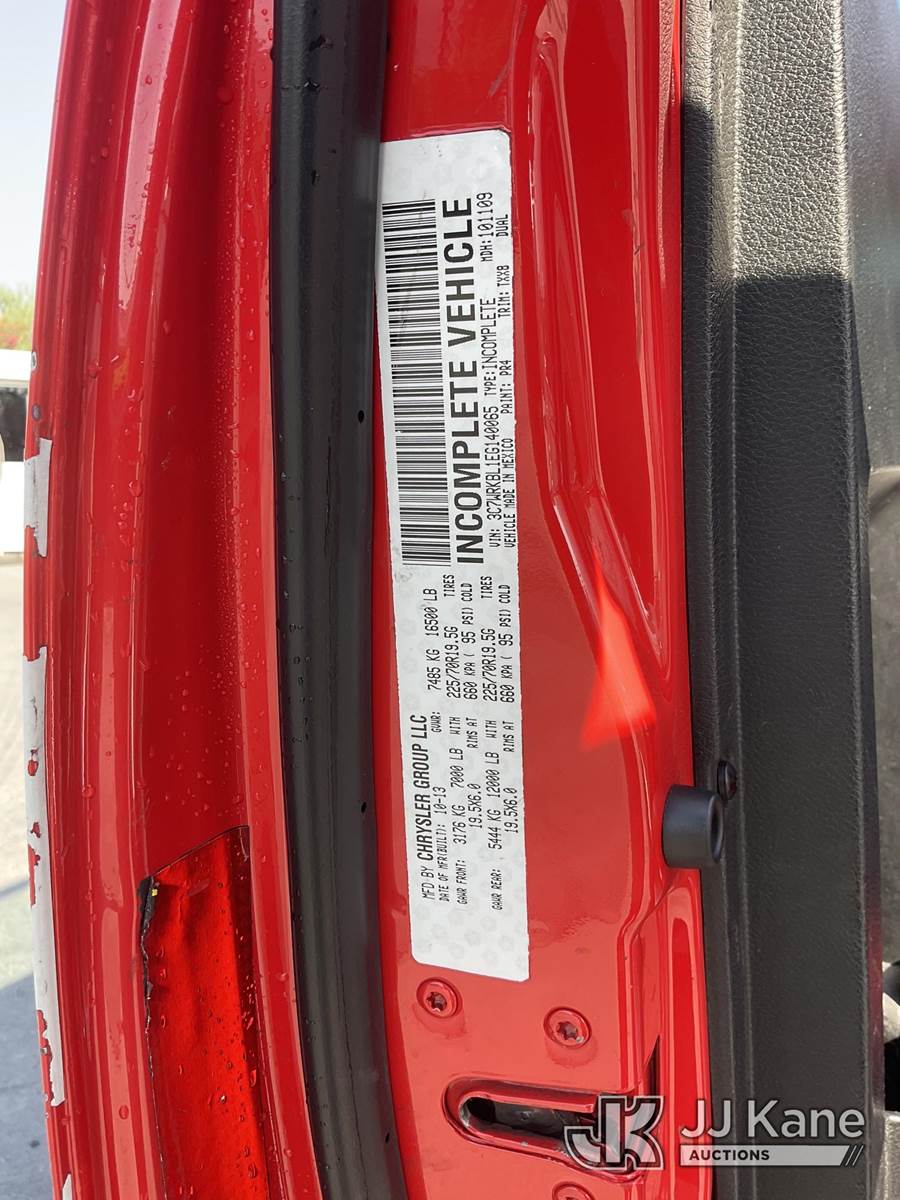 MFD BY CHRYSLER GROUP LLC
DATE OF MFR(BUILT): 10-13 GVWR: 7485 KG 16500 LB
GAWR FRONT: 3176 KG 7000 LB WITH 225/70R19.5G TIRES
19.5X6.0 RIMS AT 660 KPA ( 95 PSI) COLD
GAWR REAR: 5444 KG 12000 LB WITH 225/70R19.5G TIRES
19.5X6.0 RIMS AT 660 KPA ( 95 PSI) COLD
INCOMPLETE VEHICLE
VIN: 3C7WRKBL1EG140065 TYPE:INCOMPLETE MDH:101109
VEHICLE MADE IN MEXICO PAINT: PR4 TRIM: TXX8 DUAL
JK JJ Kane
AUCTIONS